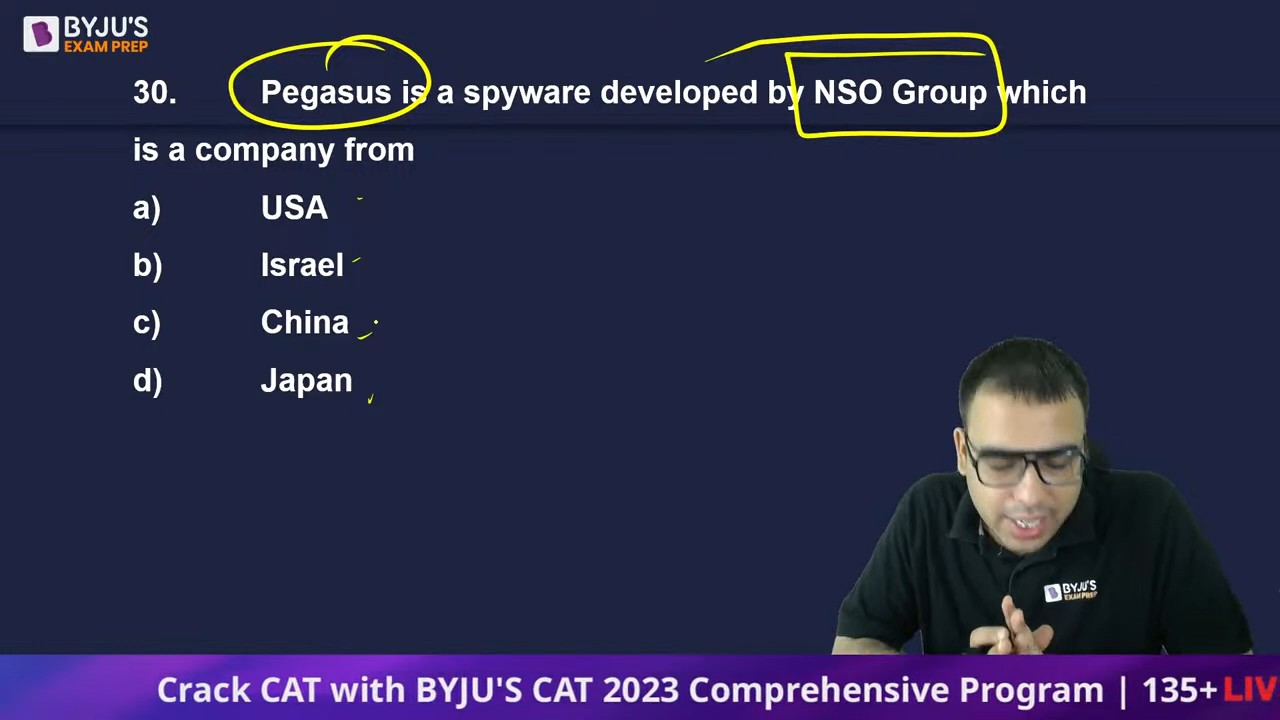 BYJU'S
EXAM PREP
30. Pegasus is a spyware developed by NSO Group which
is a company from
a) USA
b) Israel
c) China
d) Japan
BYJU'S
EXAM PREP
Crack CAT with BYJU'S CAT 2023 Comprehensive Program | 135+ LIV